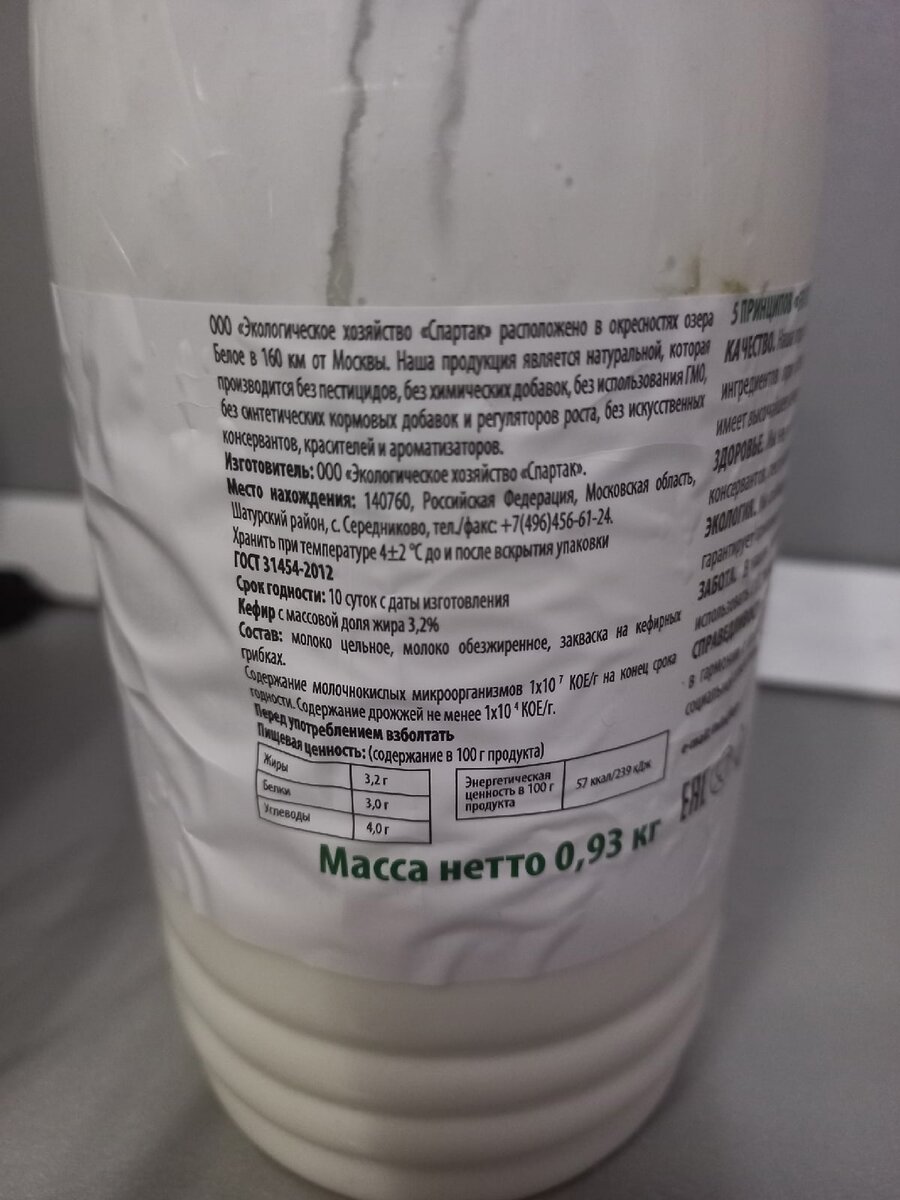 ООО «Экологическое хозяйство «Спартак» расположено в окрестностях озера
Белое в 160 км от Москвы. Наша продукция является натуральной, которая
производится без пестицидов, без химических добавок, без использования ГМО,
без синтетических кормовых добавок и регуляторов роста, без искусственных
консервантов, красителей и ароматизаторов.
Изготовитель: ООО «Экологическое хозяйство «Спартак».
Место нахождения: 140760, Российская Федерация, Московская область,
Шатурский район, с. Середниково, тел./факс: +7(496)456-61-24.
Хранить при температуре 4±2 °С до и после вскрытия упаковки
ГОСТ 31454-2012
Срок годности: 10 суток с даты изготовления
Кефир с массовой доля жира 3,2%
Состав: молоко цельное, молоко обезжиренное, закваска на кефирных
грибках.
Содержание молочнокислых микроорганизмов 1x10 7 КОЕ/г на конец срока
годности. Содержание дрожжей не менее 1x10 4 КОЕ/г.
Перед употреблением взболтать
Пищевая ценность: (содержание в 100 г продукта)
Жиры 3,2 г
Белки 3,0 г
Углеводы 4,0 г
Энергетическая
ценность в 100 г
продукта
57 ккал/239 кДж
Масса нетто 0,93 кг
5 ПРИНЦИПОВ
КАЧЕСТВО.
ингредиентов
имеет
ЗДОРОВЬЕ.
ЭКОЛОГИЯ.
гарантирует
ЗАБОТА. В
использовать
в
EAC